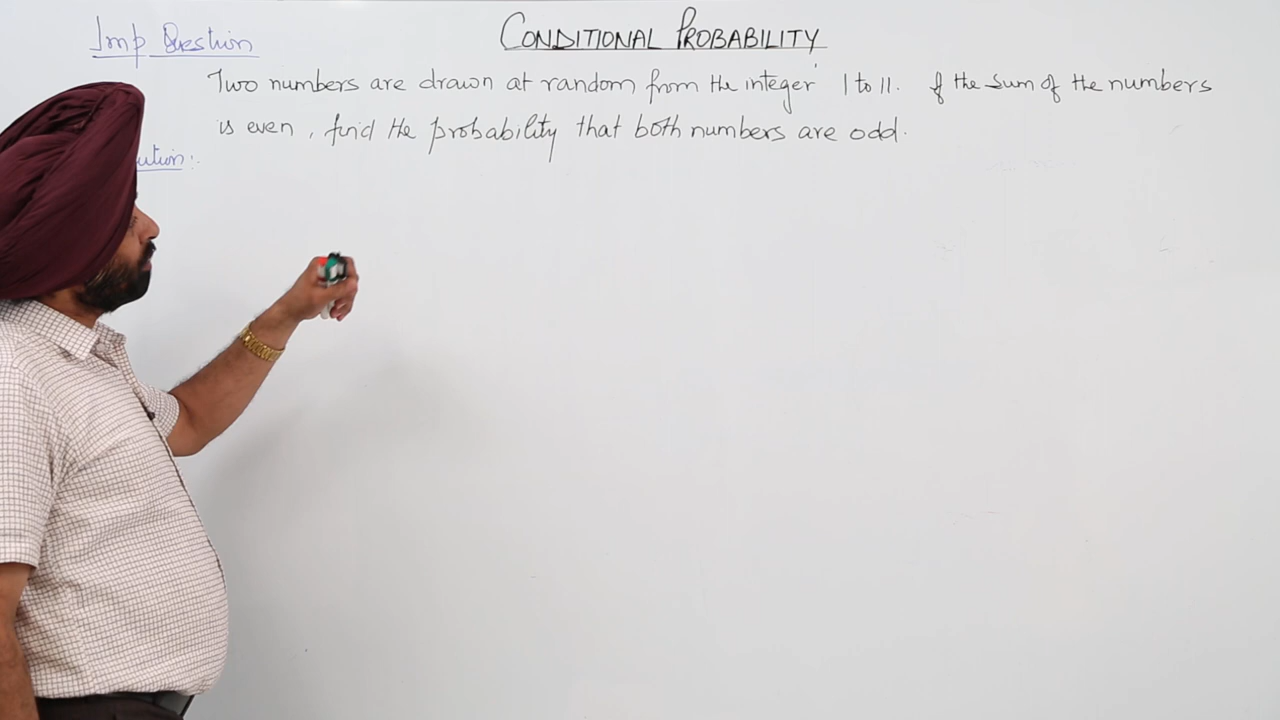 Imp Question
CONDITIONAL PROBABILITY
Two numbers are drawn at random from the integer 1 to 11. If the sum of the numbers
is even, find the probability that both numbers are odd.
ution:-